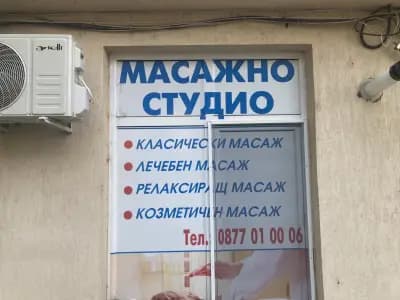 МАСАЖНО
СТУДИО
• КЛАСИЧЕСКИ МАСАЖ
• ЛЕЧЕБЕН МАСАЖ
• РЕЛАКСИРАЩ МАСАЖ
• КОЗМЕТИЧЕН МАСАЖ
Тел. 0877 01 00 06